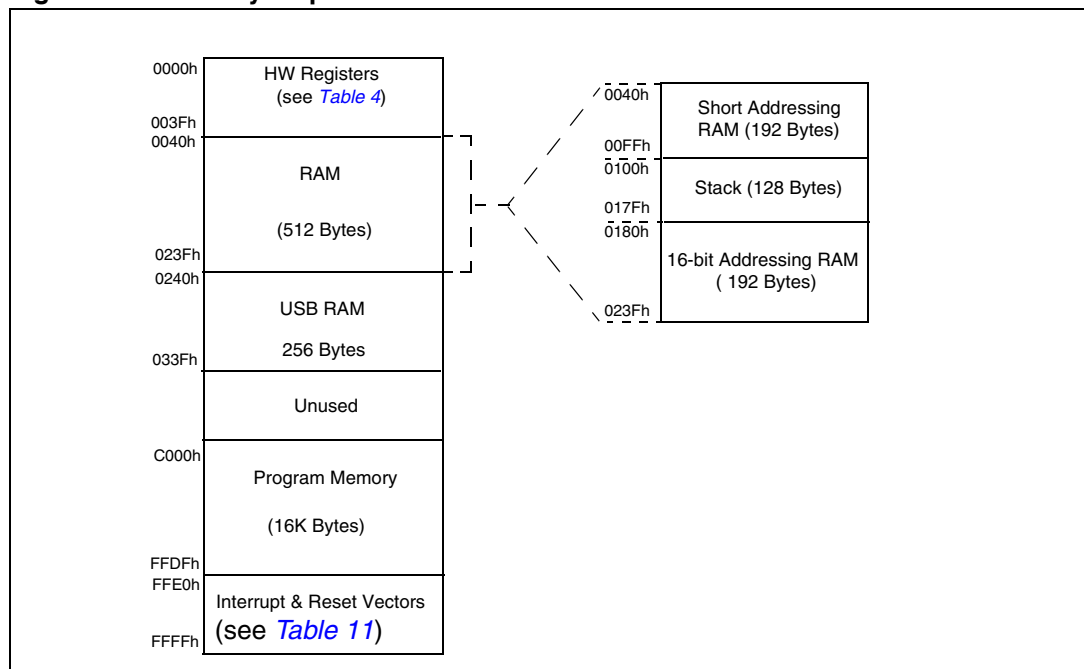 0000h
HW Registers
(see Table 4)
003Fh
0040h
RAM
(512 Bytes)
023Fh
0240h
USB RAM
256 Bytes
033Fh
Unused
C000h
Program Memory
(16K Bytes)
FFDFh
FFE0h
Interrupt & Reset Vectors
(see Table 11)
FFFFh
0040h
Short Addressing
RAM (192 Bytes)
00FFh
0100h
Stack (128 Bytes)
017Fh
0180h
16-bit Addressing RAM
( 192 Bytes)
023Fh